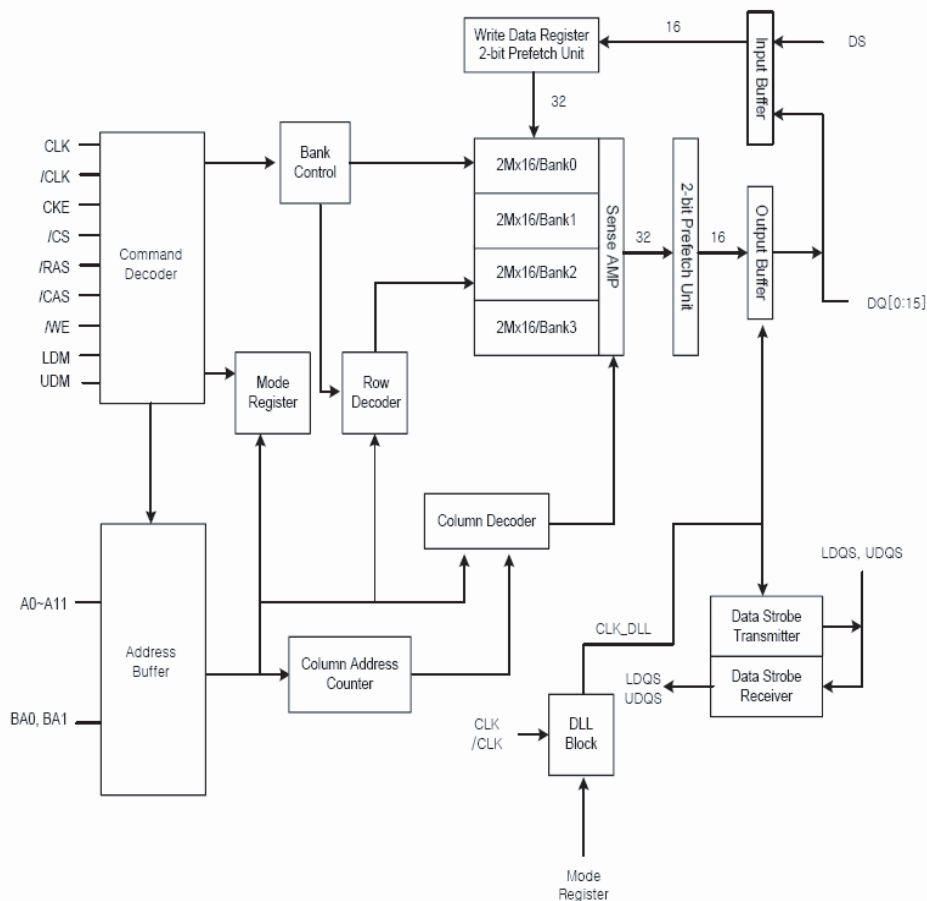 Write Data Register
2-bit Prefetch Unit
16
Input Buffer
DS
32
CLK
/CLK
CKE
/CS
/RAS
/CAS
/WE
LDM
UDM
Command
Decoder
Bank
Control
2Mx16/Bank0
2Mx16/Bank1
2Mx16/Bank2
2Mx16/Bank3
Sense AMP
32
2-bit Prefetch Unit
16
Output Buffer
DQ[0:15]
Mode
Register
Row
Decoder
Column Decoder
LDQS, UDQS
A0~A11
Address
Buffer
BA0, BA1
Column Address
Counter
CLK_DLL
Data Strobe
Transmitter
Data Strobe
Receiver
LDQS
UDQS
CLK
/CLK
DLL
Block
Mode
Register